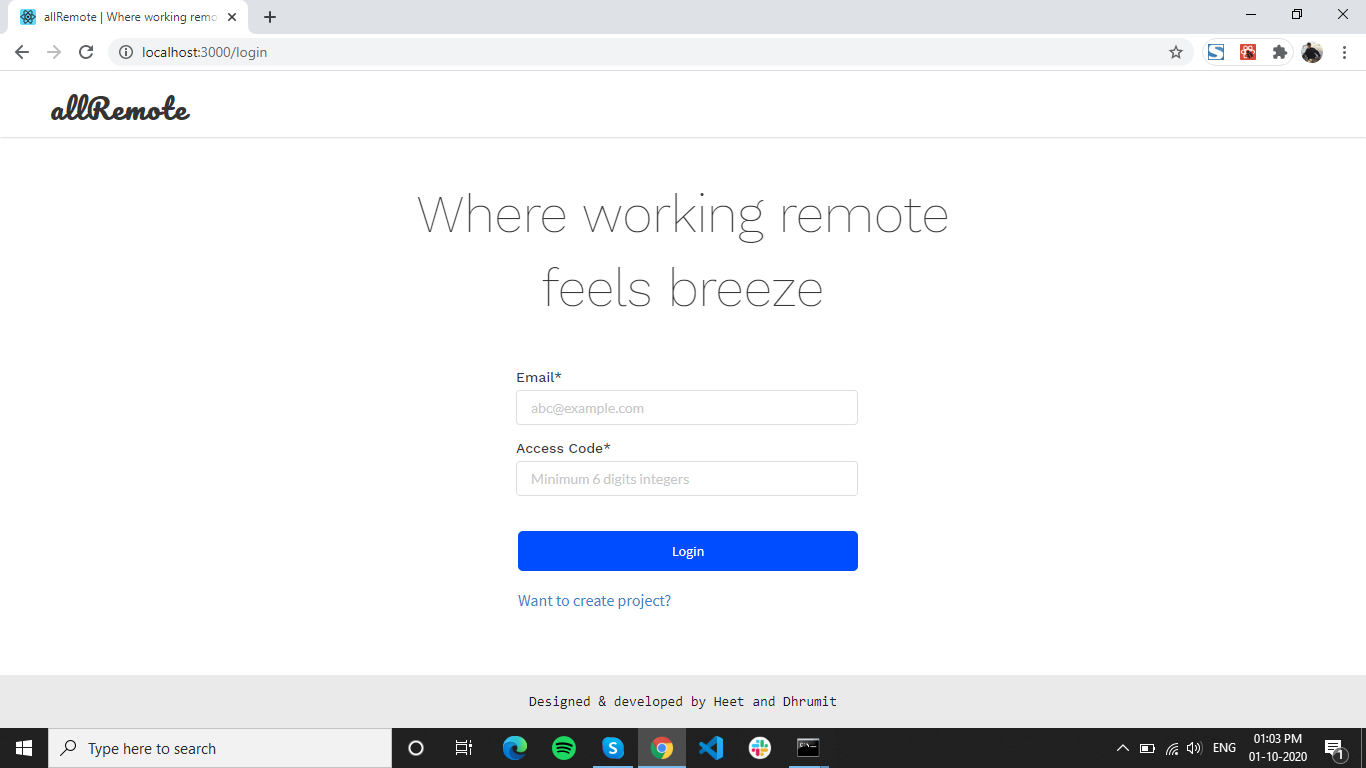 allRemote | Where working remo
localhost:3000/login
allRemote
Where working remote
feels breeze
Email*
abc@example.com
Access Code*
Minimum 6 digits integers
Login
Want to create project?
Designed & developed by Heet and Dhrumit
Type here to search
ENG
01:03 PM
01-10-2020
1